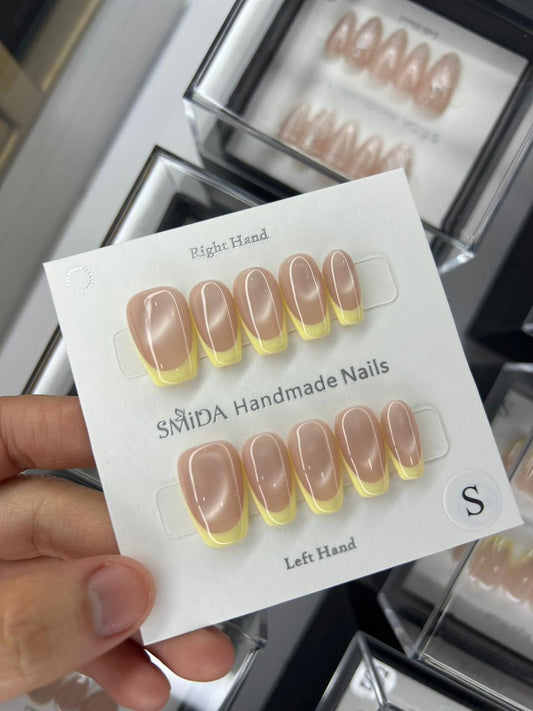 Right Hand
SMiDA Handmade Nails
S
Left Hand